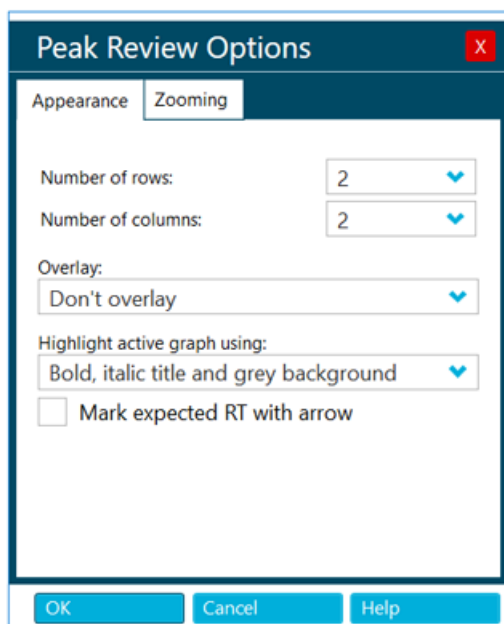 Peak Review Options X
Appearance Zooming
Number of rows: 2
Number of columns: 2
Overlay:
Don't overlay
Highlight active graph using:
Bold, italic title and grey background
Mark expected RT with arrow
OK Cancel Help